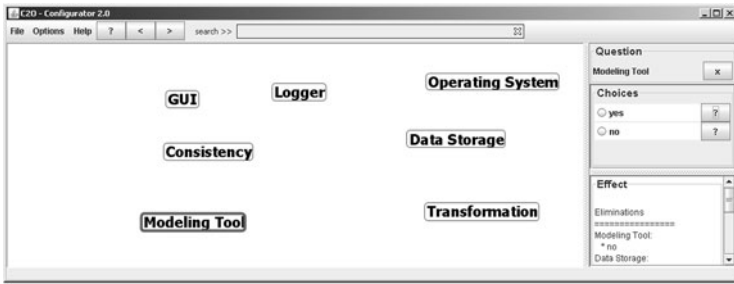 C2O - Configurator 2.0
File Options Help ? < > search >>
Question
Modeling Tool x
Choices
yes ?
no ?
Effect
Eliminations
================
Modeling Tool:
* no
Data Storage:
GUI
Logger
Operating System
Consistency
Data Storage
Modeling Tool
Transformation